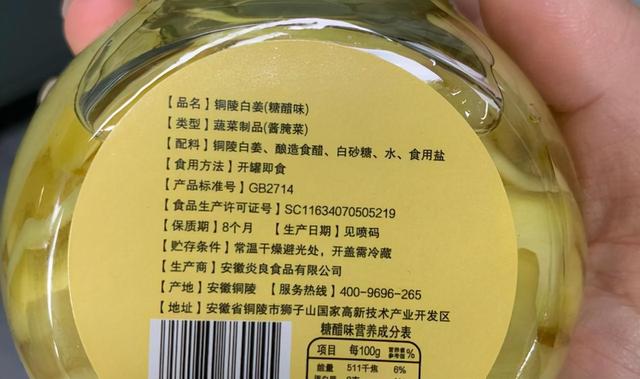 【品名】铜陵白姜(糖醋味)
【类型】蔬菜制品(酱腌菜)
【配料】铜陵白姜、酿造食醋、白砂糖、水、食用盐
【食用方法】开罐即食
【产品标准号】GB2714
【食品生产许可证号】SC11634070505219
【保质期】8个月 【生产日期】见喷码
【贮存条件】常温干燥避光处，开盖需冷藏
【生产商】安徽炎良食品有限公司
【产地】安徽铜陵 【服务热线】400-9696-265
【地址】安徽省铜陵市狮子山国家高新技术产业开发区
糖醋味营养成分表
项目 每100g 营养素参考值%
能量 511千焦 6%